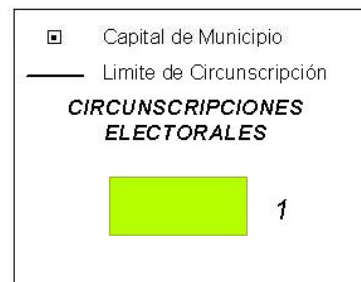 Capital de Municipio
Limite de Circunscripción
CIRCUNSCRIPCIONES
ELECTORALES
1